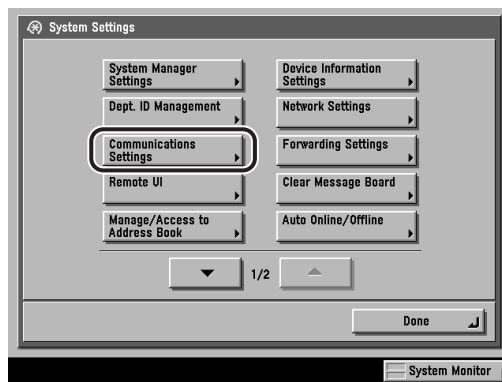 System Settings
System Manager
Settings
Device Information
Settings
Dept. ID Management
Network Settings
Communications
Settings
Forwarding Settings
Remote UI
Clear Message Board
Manage/Access to
Address Book
Auto Online/Offline
1/2
Done
System Monitor